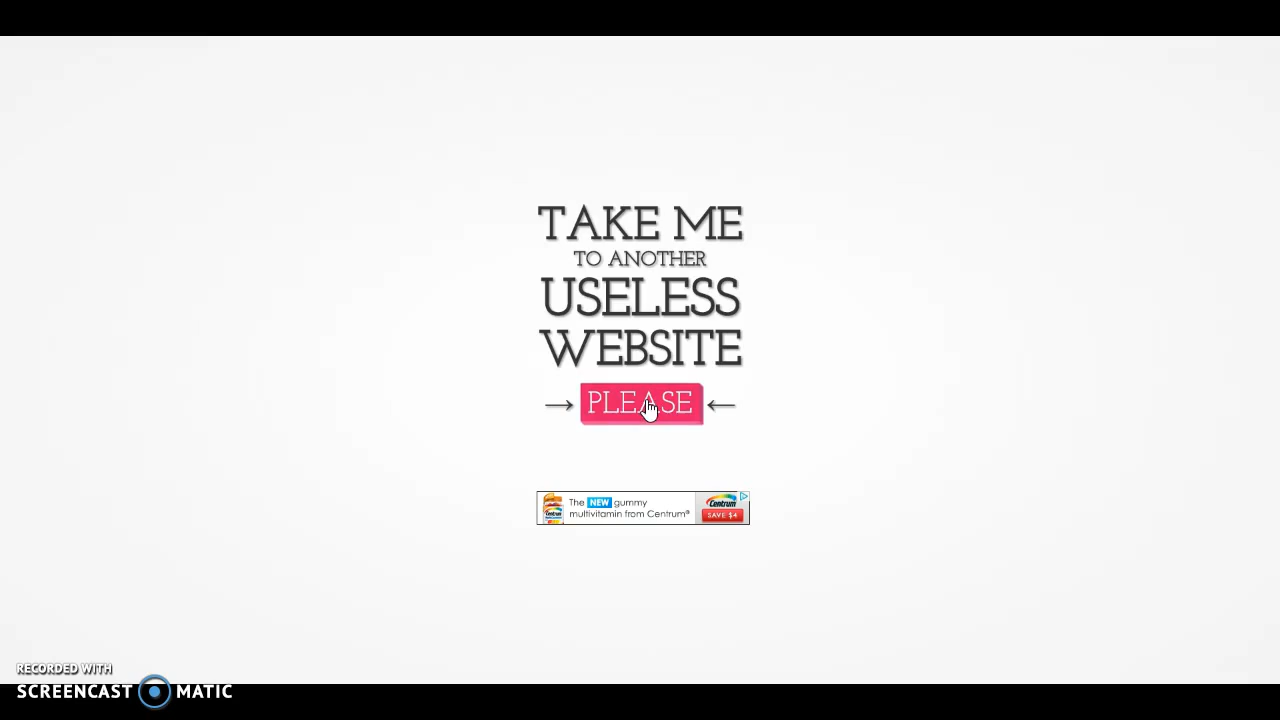 TAKE ME
TO ANOTHER
USELESS
WEBSITE
→ PLEASE ←
The NEW gummy
multivitamin from Centrum®
Centrum
SAVE $4
RECORDED WITH
SCREENCAST MATIC